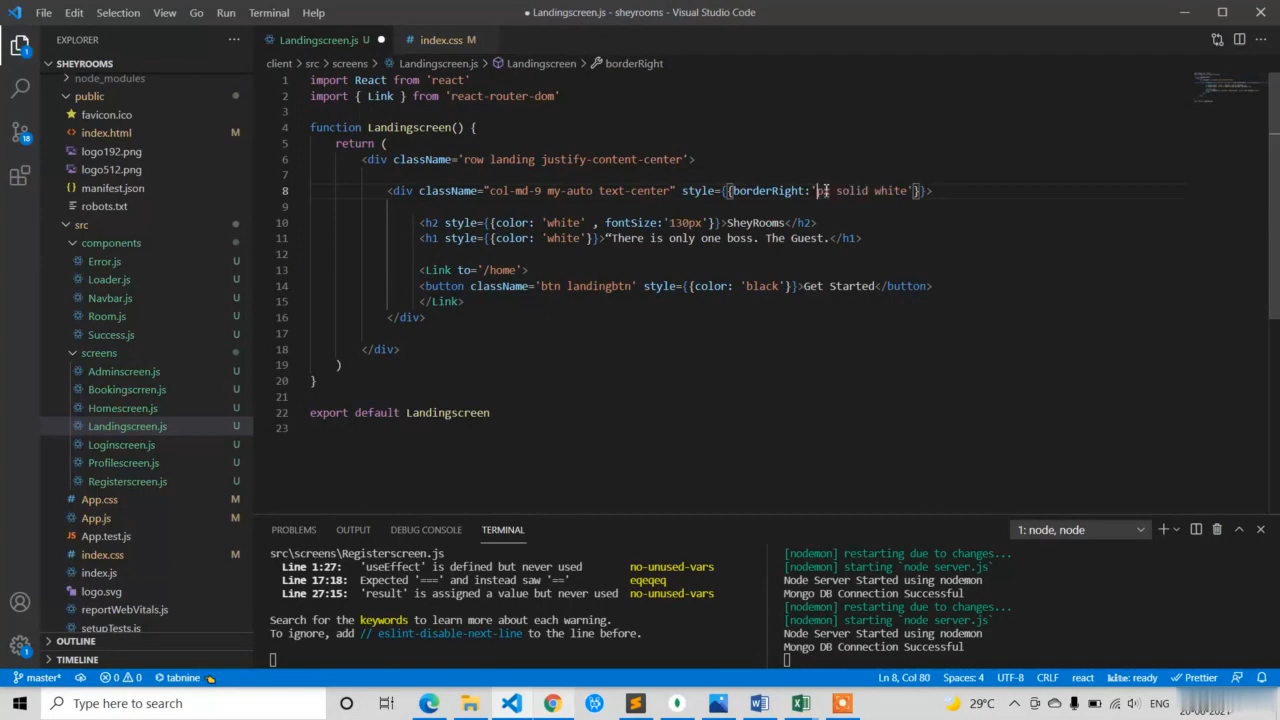 File Edit Selection View Go Run Terminal Help
● Landingscreen.js - sheyrooms - Visual Studio Code
EXPLORER
SHEYROOMS
node_modules
public
favicon.ico
index.html M
logo192.png
logo512.png
manifest.json
robots.txt
src
components
Error.js U
Loader.js U
Navbar.js U
Room.js U
Success.js U
screens
Adminscreen.js U
Bookingscrren.js U
Homescreen.js U
Landingscreen.js U
Loginscreen.js U
Profilescreen.js U
Registerscreen.js U
App.css M
App.js M
App.test.js
index.css M
index.js
logo.svg
reportWebVitals.js
setupTests.js
OUTLINE
TIMELINE
Landingscreen.js U ●
index.css M
client > src > screens > Landingscreen.js > Landingscreen > borderRight
1 import React from 'react'
2 import { Link } from 'react-router-dom'
3
4 function Landingscreen() {
5 return (
6 <div className='row landing justify-content-center'>
7
8 <div className="col-md-9 my-auto text-center" style={{borderRight:'px solid white'}}>
9
10 <h2 style={{color: 'white' , fontSize:'130px'}}>SheyRooms</h2>
11 <h1 style={{color: 'white'}}>“There is only one boss. The Guest.</h1>
12
13 <Link to='/home'>
14 <button className='btn landingbtn' style={{color: 'black'}}>Get Started</button>
15 </Link>
16 </div>
17
18 </div>
19 )
20 }
21
22 export default Landingscreen
23
PROBLEMS OUTPUT DEBUG CONSOLE TERMINAL
1: node, node
src\screens\Registerscreen.js
Line 1:27: 'useEffect' is defined but never used no-unused-vars
Line 17:18: Expected '===' and instead saw '==' eqeqeq
Line 27:15: 'result' is assigned a value but never used no-unused-vars
Search for the keywords to learn more about each warning.
To ignore, add // eslint-disable-next-line to the line before.
[nodemon] restarting due to changes...
[nodemon] starting `node server.js`
Node Server Started using nodemon
Mongo DB Connection Successful
[nodemon] restarting due to changes...
[nodemon] starting `node server.js`
Node Server Started using nodemon
Mongo DB Connection Successful
1
18
1
master* 0 0 tabnine Ln 8, Col 80 Spaces: 4 UTF-8 CRLF react kite: ready Prettier
Type here to search
29°C ENG